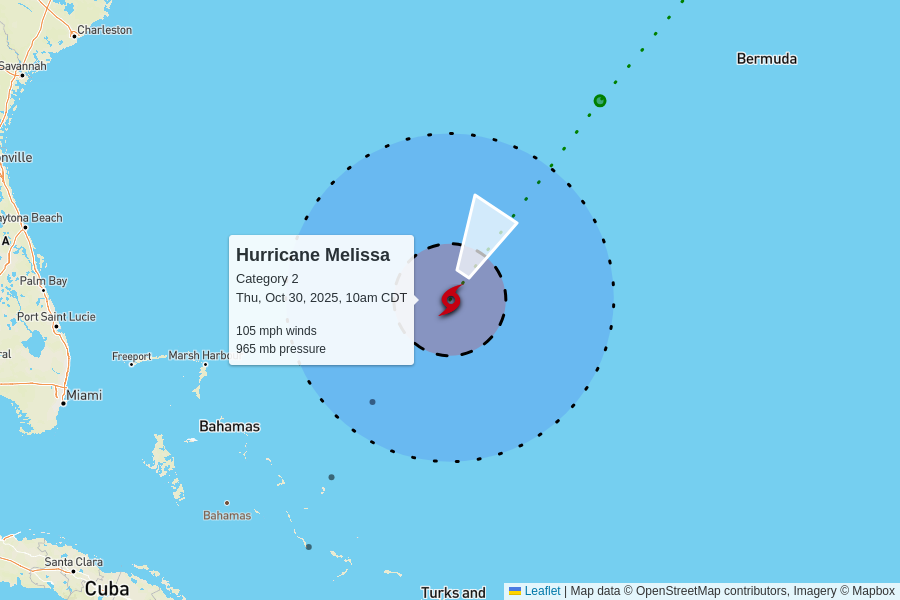 Charleston
Savannah
Bermuda
onville
aytona Beach
A
Palm Bay
Port Saint Lucie
ral
Freeport
Marsh Harbo
Miami
Hurricane Melissa
Category 2
Thu, Oct 30, 2025, 10am CDT
105 mph winds
965 mb pressure
Bahamas
Bahamas
Santa Clara
Cuba
Turks and
Leaflet | Map data © OpenStreetMap contributors, Imagery © Mapbox